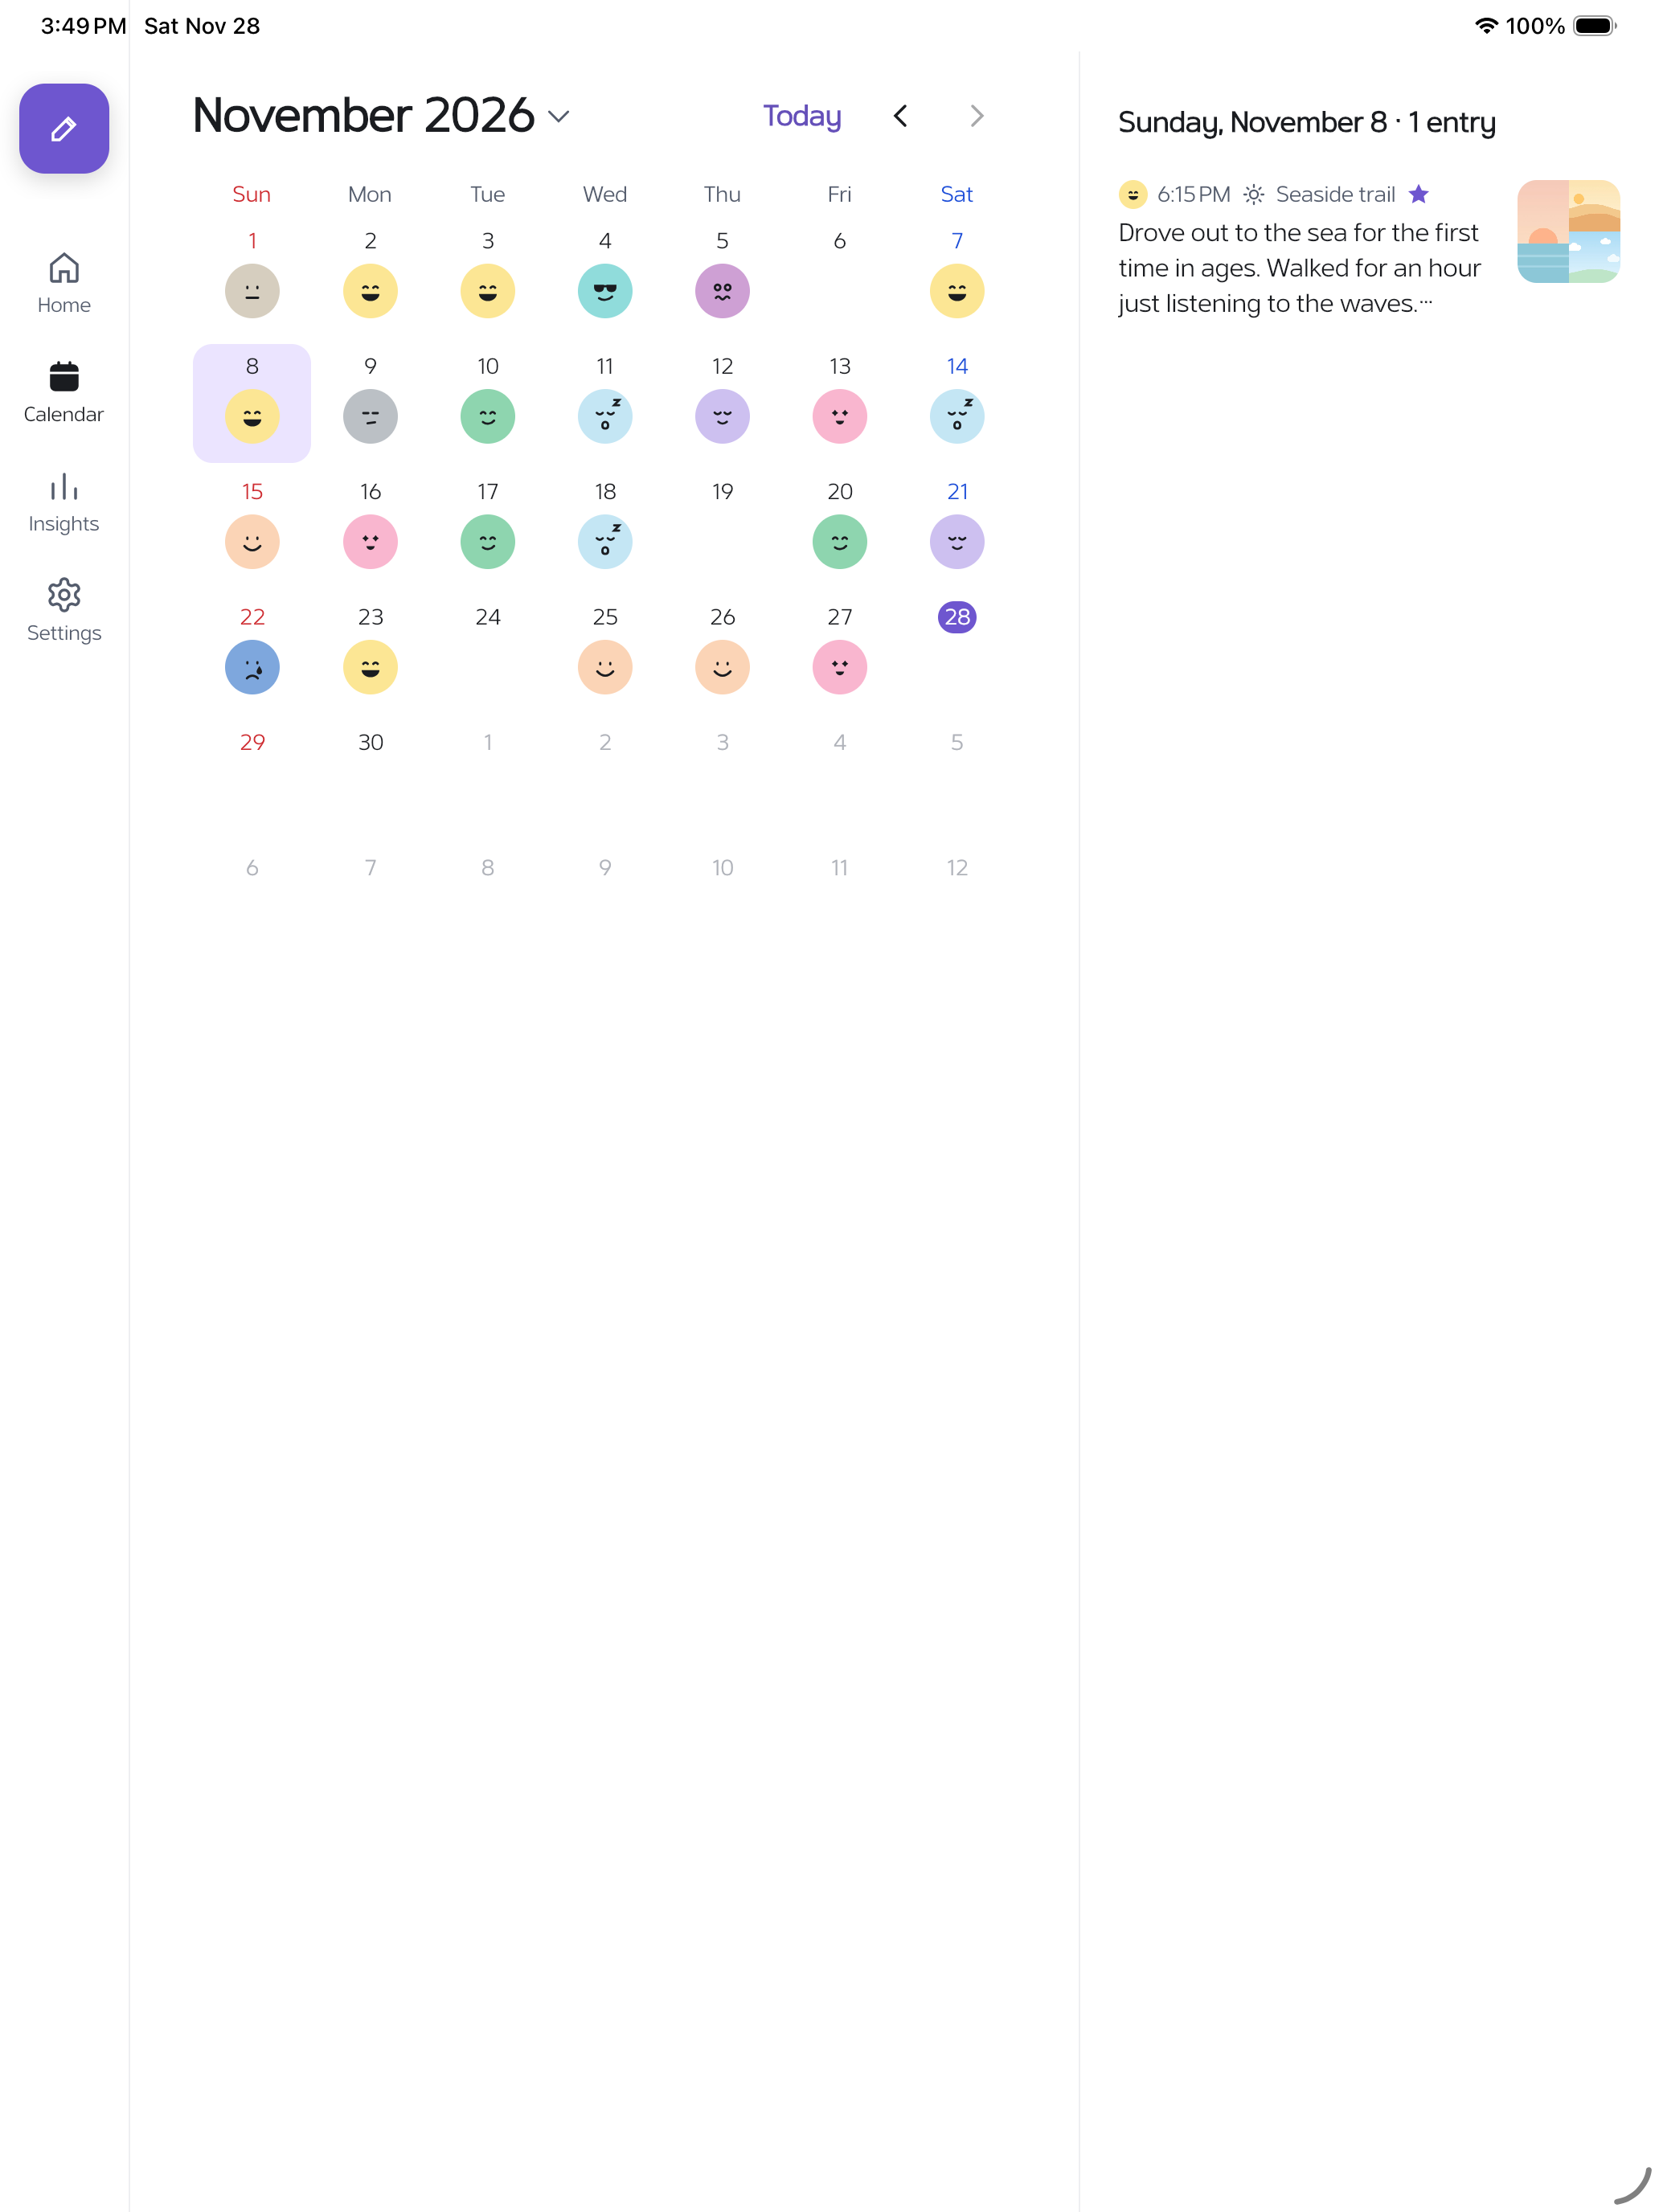 3:49 PM Sat Nov 28
100%
Home
Calendar
Insights
Settings
November 2026
Today
Sun Mon Tue Wed Thu Fri Sat
1 2 3 4 5 6 7
8 9 10 11 12 13 14
15 16 17 18 19 20 21
22 23 24 25 26 27 28
29 30 1 2 3 4 5
6 7 8 9 10 11 12
Sunday, November 8 · 1 entry
6:15 PM Seaside trail
Drove out to the sea for the first
time in ages. Walked for an hour
just listening to the waves.…